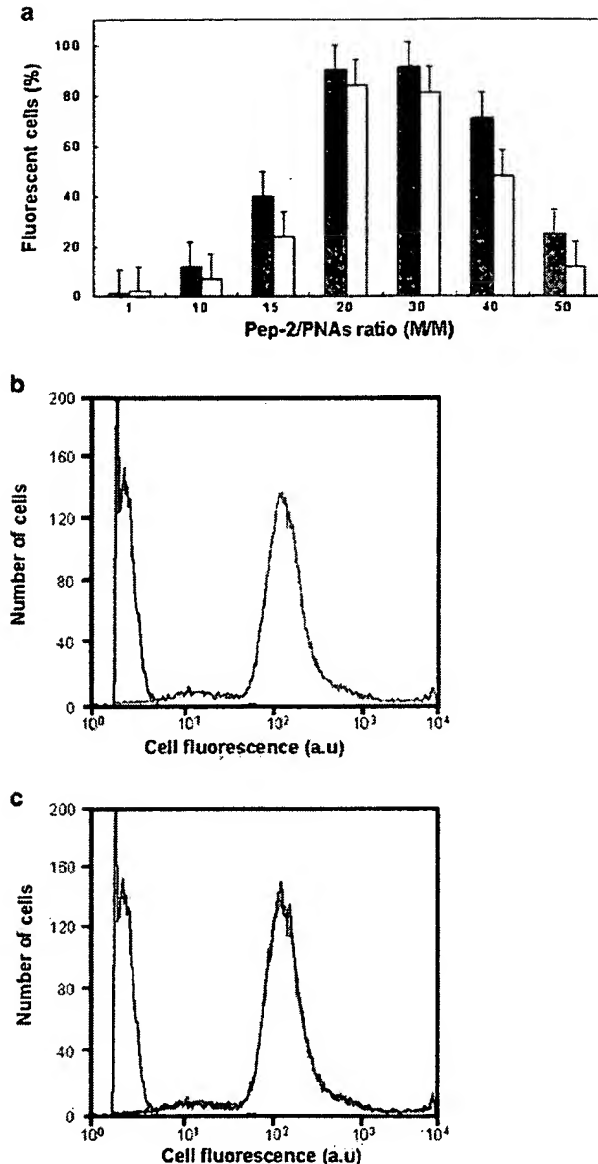 a
Fluorescent cells (%)
100
80
60
40
20
0
1 10 15 20 30 40 50
Pep-2/PNAs ratio (M/M)
b
Number of cells
200
160
120
80
40
0
10⁰ 10¹ 10² 10³ 10⁴
Cell fluorescence (a.u)
c
Number of cells
200
160
120
80
40
0
10⁰ 10¹ 10² 10³ 10⁴
Cell fluorescence (a.u)